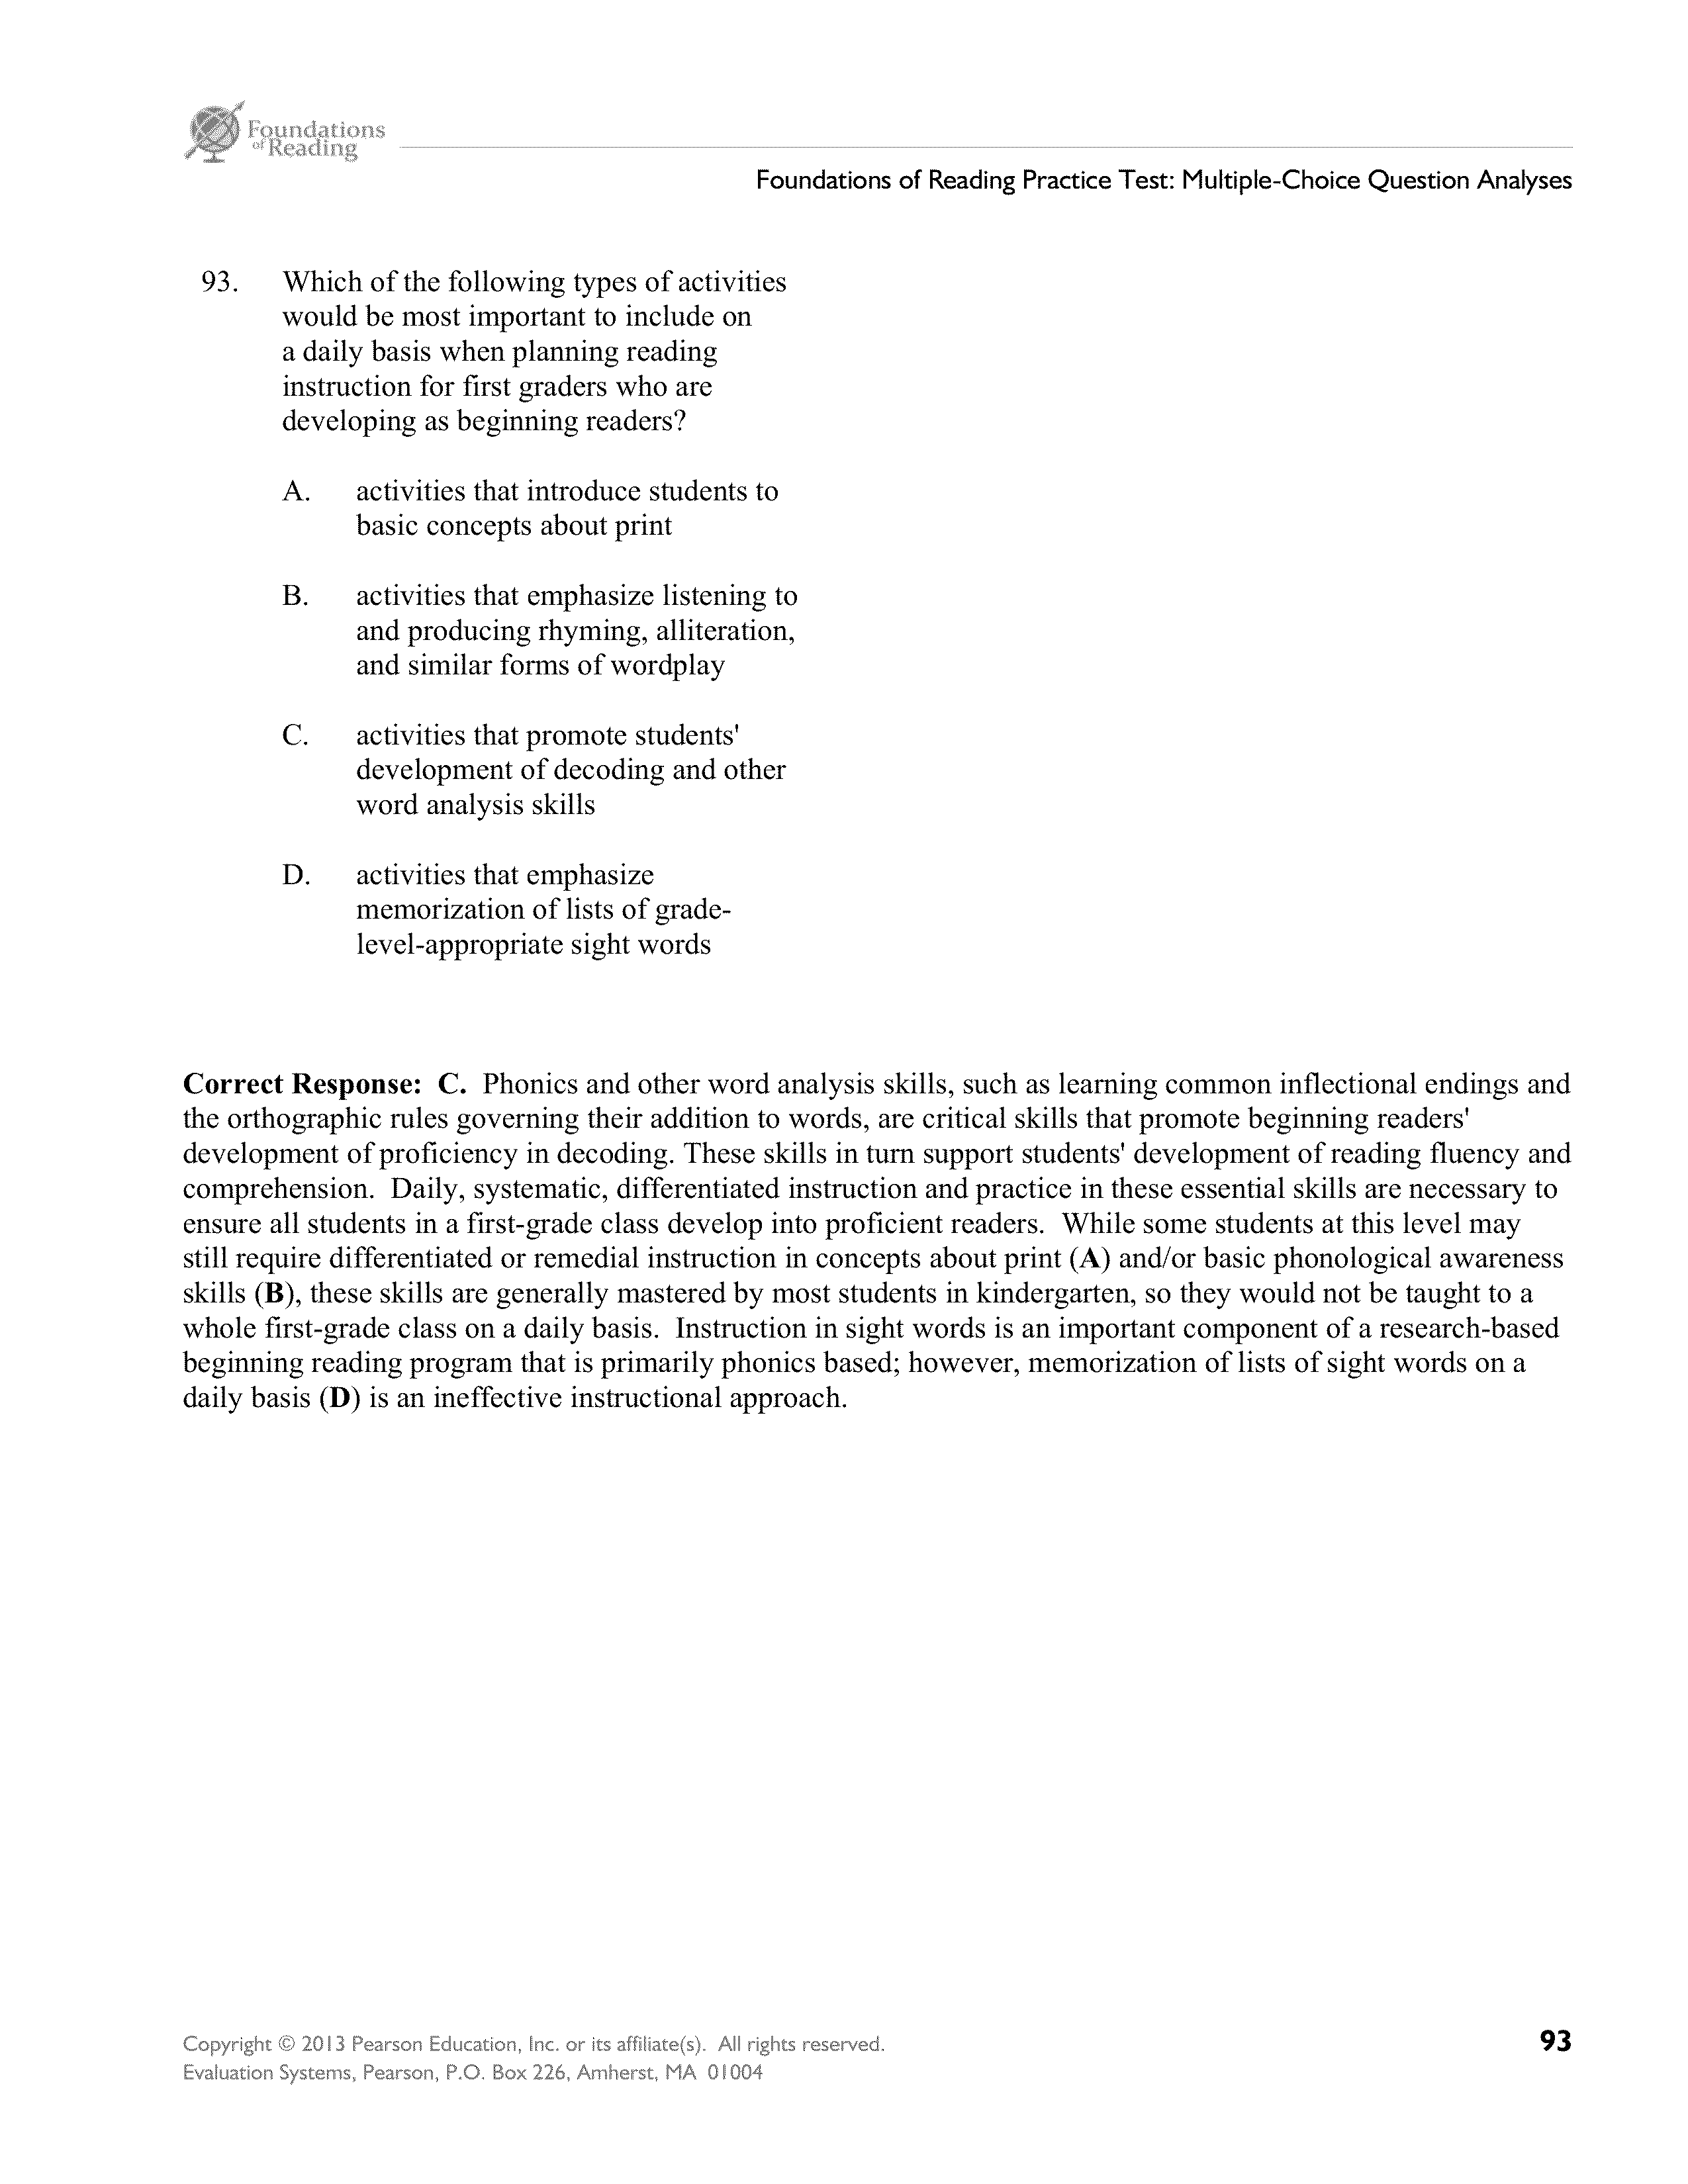 Foundations
of Reading
Foundations of Reading Practice Test: Multiple-Choice Question Analyses
93. Which of the following types of activities
would be most important to include on
a daily basis when planning reading
instruction for first graders who are
developing as beginning readers?
A. activities that introduce students to
basic concepts about print
B. activities that emphasize listening to
and producing rhyming, alliteration,
and similar forms of wordplay
C. activities that promote students'
development of decoding and other
word analysis skills
D. activities that emphasize
memorization of lists of grade-
level-appropriate sight words
Correct Response: C. Phonics and other word analysis skills, such as learning common inflectional endings and
the orthographic rules governing their addition to words, are critical skills that promote beginning readers'
development of proficiency in decoding. These skills in turn support students' development of reading fluency and
comprehension. Daily, systematic, differentiated instruction and practice in these essential skills are necessary to
ensure all students in a first-grade class develop into proficient readers. While some students at this level may
still require differentiated or remedial instruction in concepts about print (A) and/or basic phonological awareness
skills (B), these skills are generally mastered by most students in kindergarten, so they would not be taught to a
whole first-grade class on a daily basis. Instruction in sight words is an important component of a research-based
beginning reading program that is primarily phonics based; however, memorization of lists of sight words on a
daily basis (D) is an ineffective instructional approach.
Copyright © 2013 Pearson Education, Inc. or its affiliate(s). All rights reserved.
Evaluation Systems, Pearson, P.O. Box 226, Amherst, MA 01004
93